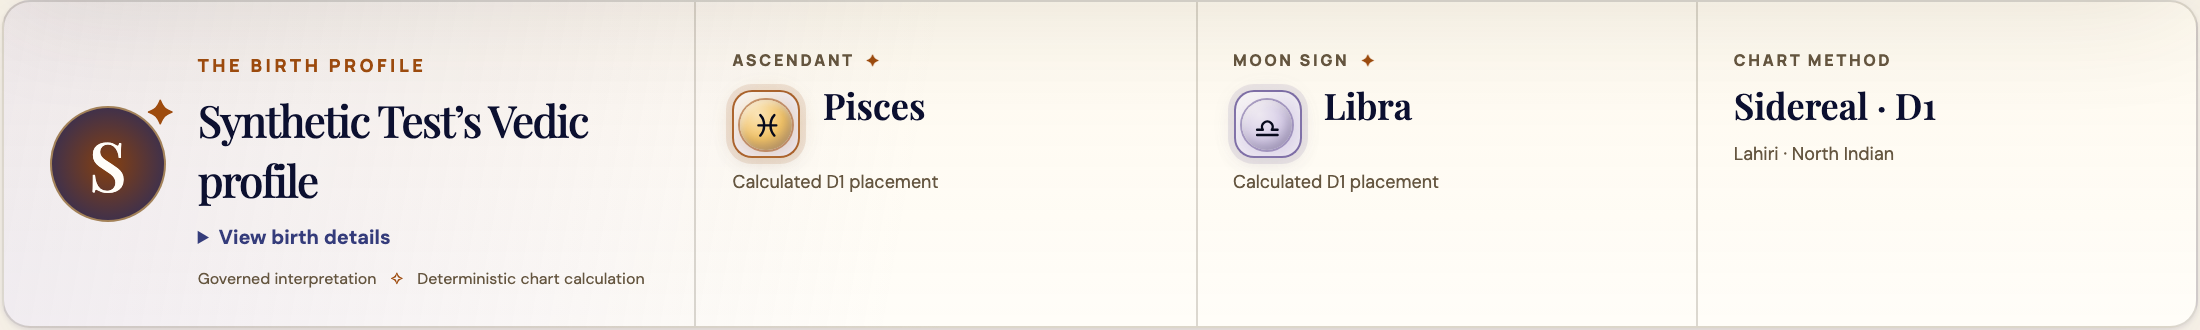 THE BIRTH PROFILE
S
Synthetic Test’s Vedic
profile
▶ View birth details
Governed interpretation ✧ Deterministic chart calculation
ASCENDANT ✦
♓ Pisces
Calculated D1 placement
MOON SIGN ✦
♎ Libra
Calculated D1 placement
CHART METHOD
Sidereal · D1
Lahiri · North Indian